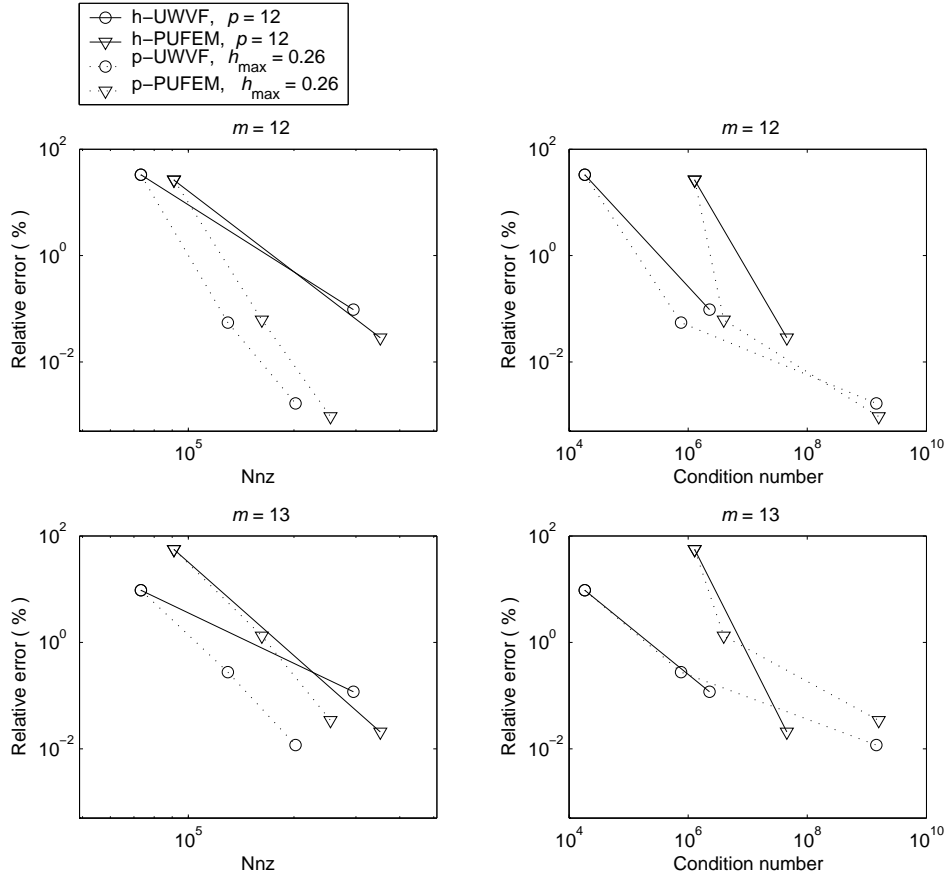 h−UWVF, p = 12
h−PUFEM, p = 12
p−UWVF, h_max = 0.26
p−PUFEM, h_max = 0.26
m = 12
10^2
10^0
10^−2
Relative error ( % )
10^5
Nnz
m = 12
10^2
10^0
10^−2
Relative error ( % )
10^4 10^6 10^8 10^10
Condition number
m = 13
10^2
10^0
10^−2
Relative error ( % )
10^5
Nnz
m = 13
10^2
10^0
10^−2
Relative error ( % )
10^4 10^6 10^8 10^10
Condition number